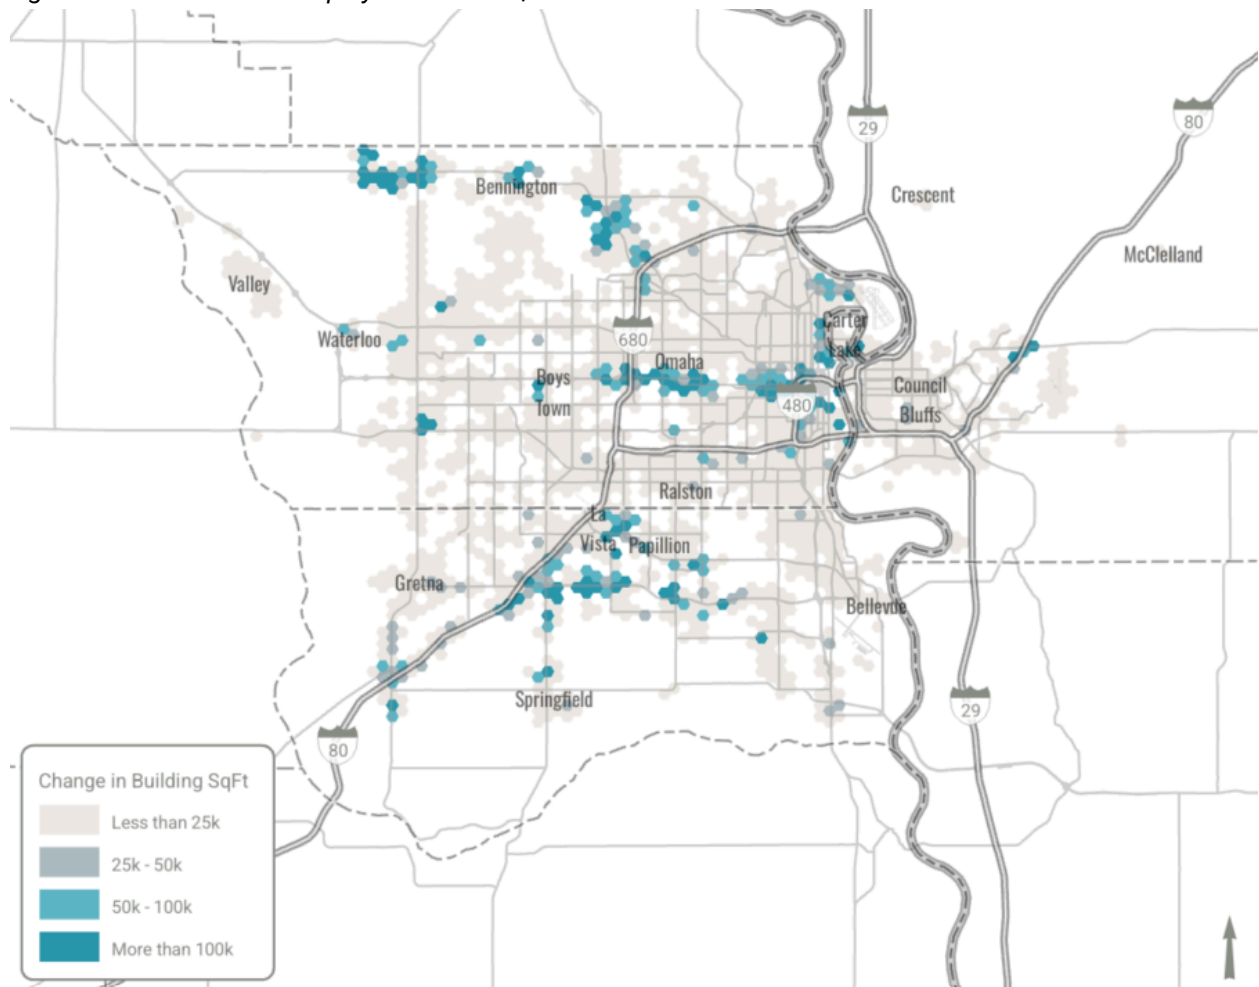 29
80
Crescent
Bennington
McClelland
Valley
Waterloo
Carter
Lake
680
Omaha
Boys
Town
Council
Bluffs
480
Ralston
La
Vista
Papillion
Gretna
Bellevue
Springfield
29
80
Change in Building SqFt
Less than 25k
25k - 50k
50k - 100k
More than 100k